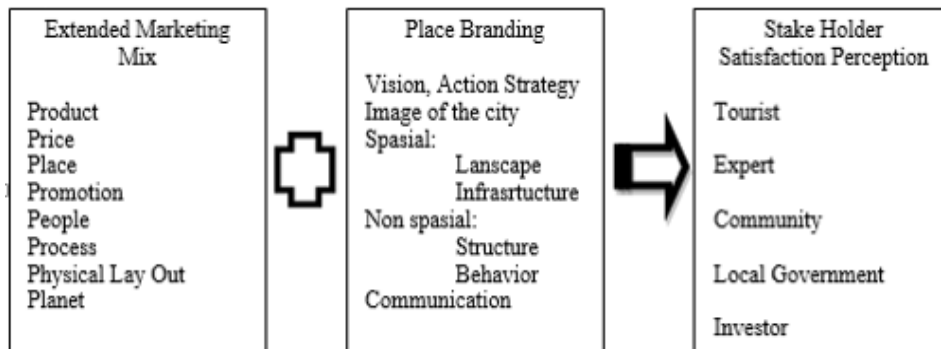 Extended Marketing
Mix
Product
Price
Place
Promotion
People
Process
Physical Lay Out
Planet
Place Branding
Vision, Action Strategy
Image of the city
Spasial:
Lanscape
Infrasrtucture
Non spasial:
Structure
Behavior
Communication
Stake Holder
Satisfaction Perception
Tourist
Expert
Community
Local Government
Investor